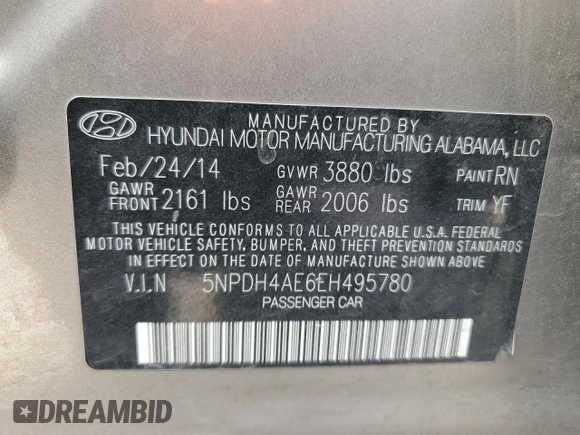 MANUFACTURED BY
HYUNDAI MOTOR MANUFACTURING ALABAMA, LLC
Feb/24/14 GVWR 3880 lbs PAINT RN
GAWR FRONT 2161 lbs GAWR REAR 2006 lbs TRIM YF
THIS VEHICLE CONFORMS TO ALL APPLICABLE U.S.A. FEDERAL
MOTOR VEHICLE SAFETY, BUMPER, AND THEFT PREVENTION STANDARDS
IN EFFECT ON THE DATE OF MANUFACTURE SHOWN ABOVE.
V.I.N 5NPDH4AE6EH495780
PASSENGER CAR
DREAMBID